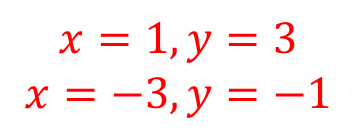 x = 1, y = 3
x = −3, y = −1